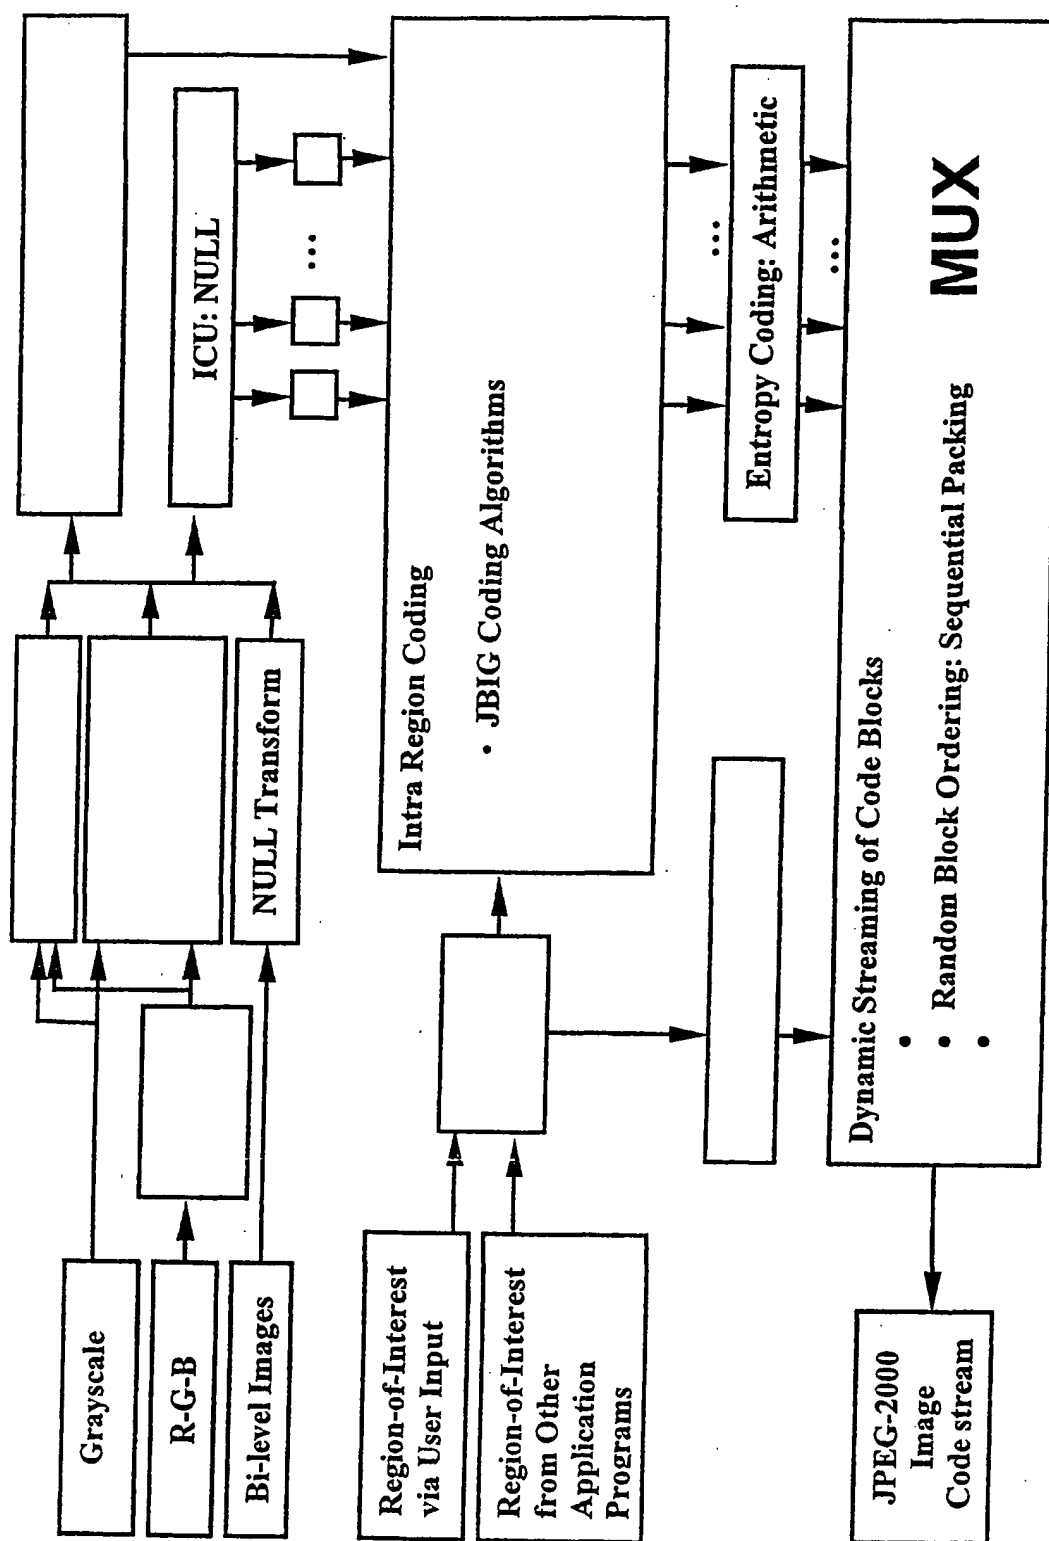 Grayscale
R-G-B
Bi-level Images
NULL Transform
ICU: NULL
...
Region-of-Interest
via User Input
Region-of-Interest
from Other
Application
Programs
Intra Region Coding
• JBIG Coding Algorithms
...
Entropy Coding: Arithmetic
...
Dynamic Streaming of Code Blocks
•
• Random Block Ordering: Sequential Packing
•
MUX
JPEG-2000
Image
Code stream